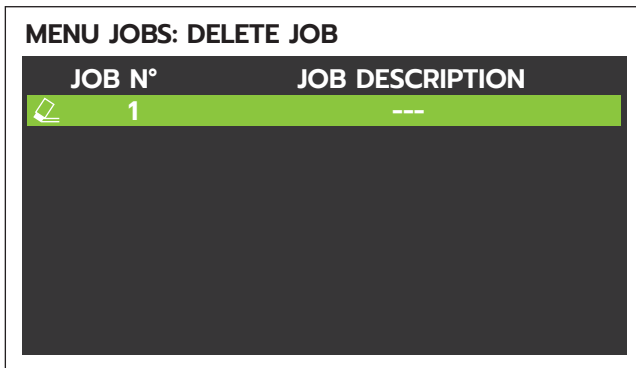 MENU JOBS: DELETE JOB
JOB N° JOB DESCRIPTION
1 ---